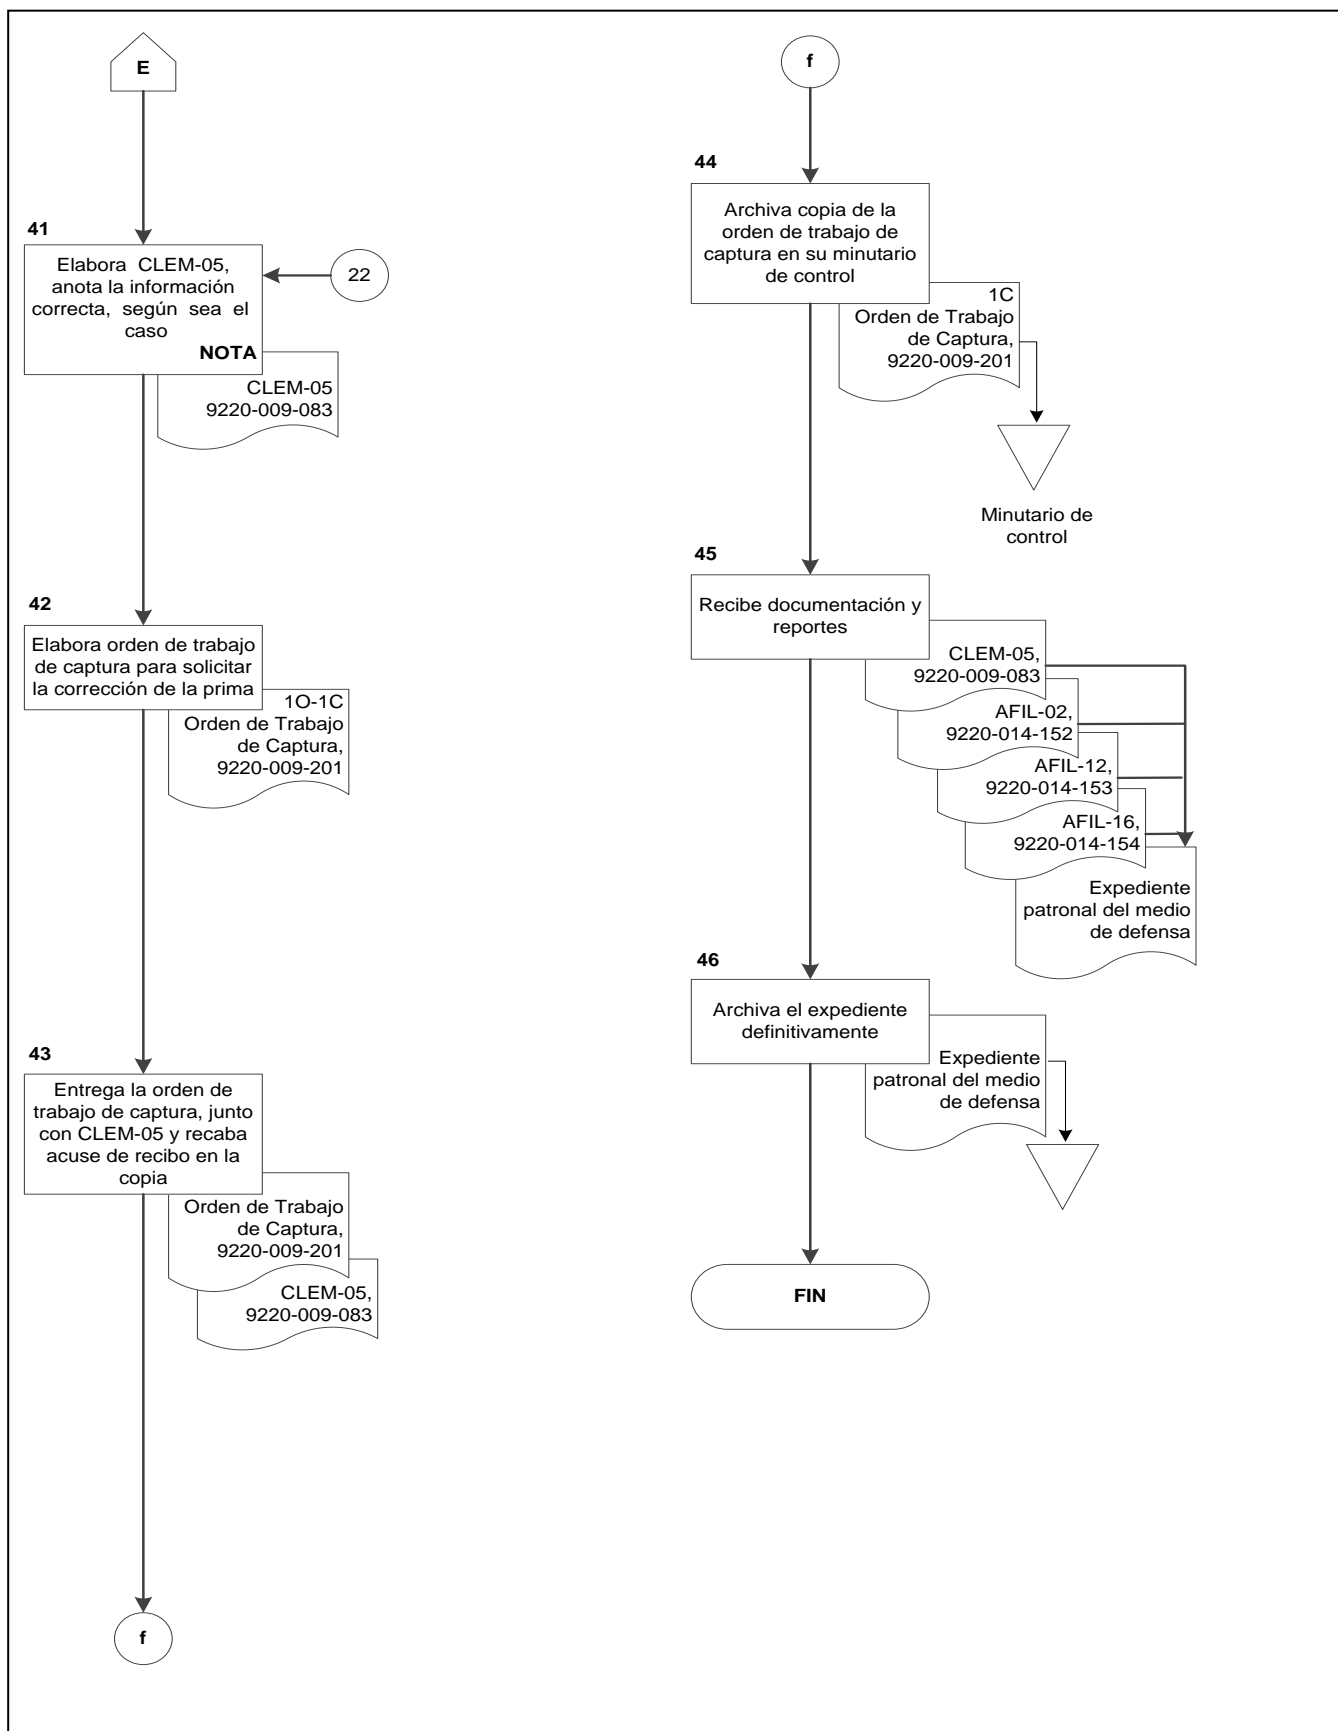 E
41
Elabora CLEM-05,
anota la información
correcta, según sea el
caso
NOTA
22
CLEM-05
9220-009-083
42
Elabora orden de trabajo
de captura para solicitar
la corrección de la prima
1O-1C
Orden de Trabajo
de Captura,
9220-009-201
43
Entrega la orden de
trabajo de captura, junto
con CLEM-05 y recaba
acuse de recibo en la
copia
Orden de Trabajo
de Captura,
9220-009-201
CLEM-05,
9220-009-083
f
f
44
Archiva copia de la
orden de trabajo de
captura en su minutario
de control
1C
Orden de Trabajo
de Captura,
9220-009-201
Minutario de
control
45
Recibe documentación y
reportes
CLEM-05,
9220-009-083
AFIL-02,
9220-014-152
AFIL-12,
9220-014-153
AFIL-16,
9220-014-154
Expediente
patronal del medio
de defensa
46
Archiva el expediente
definitivamente
Expediente
patronal del medio
de defensa
FIN